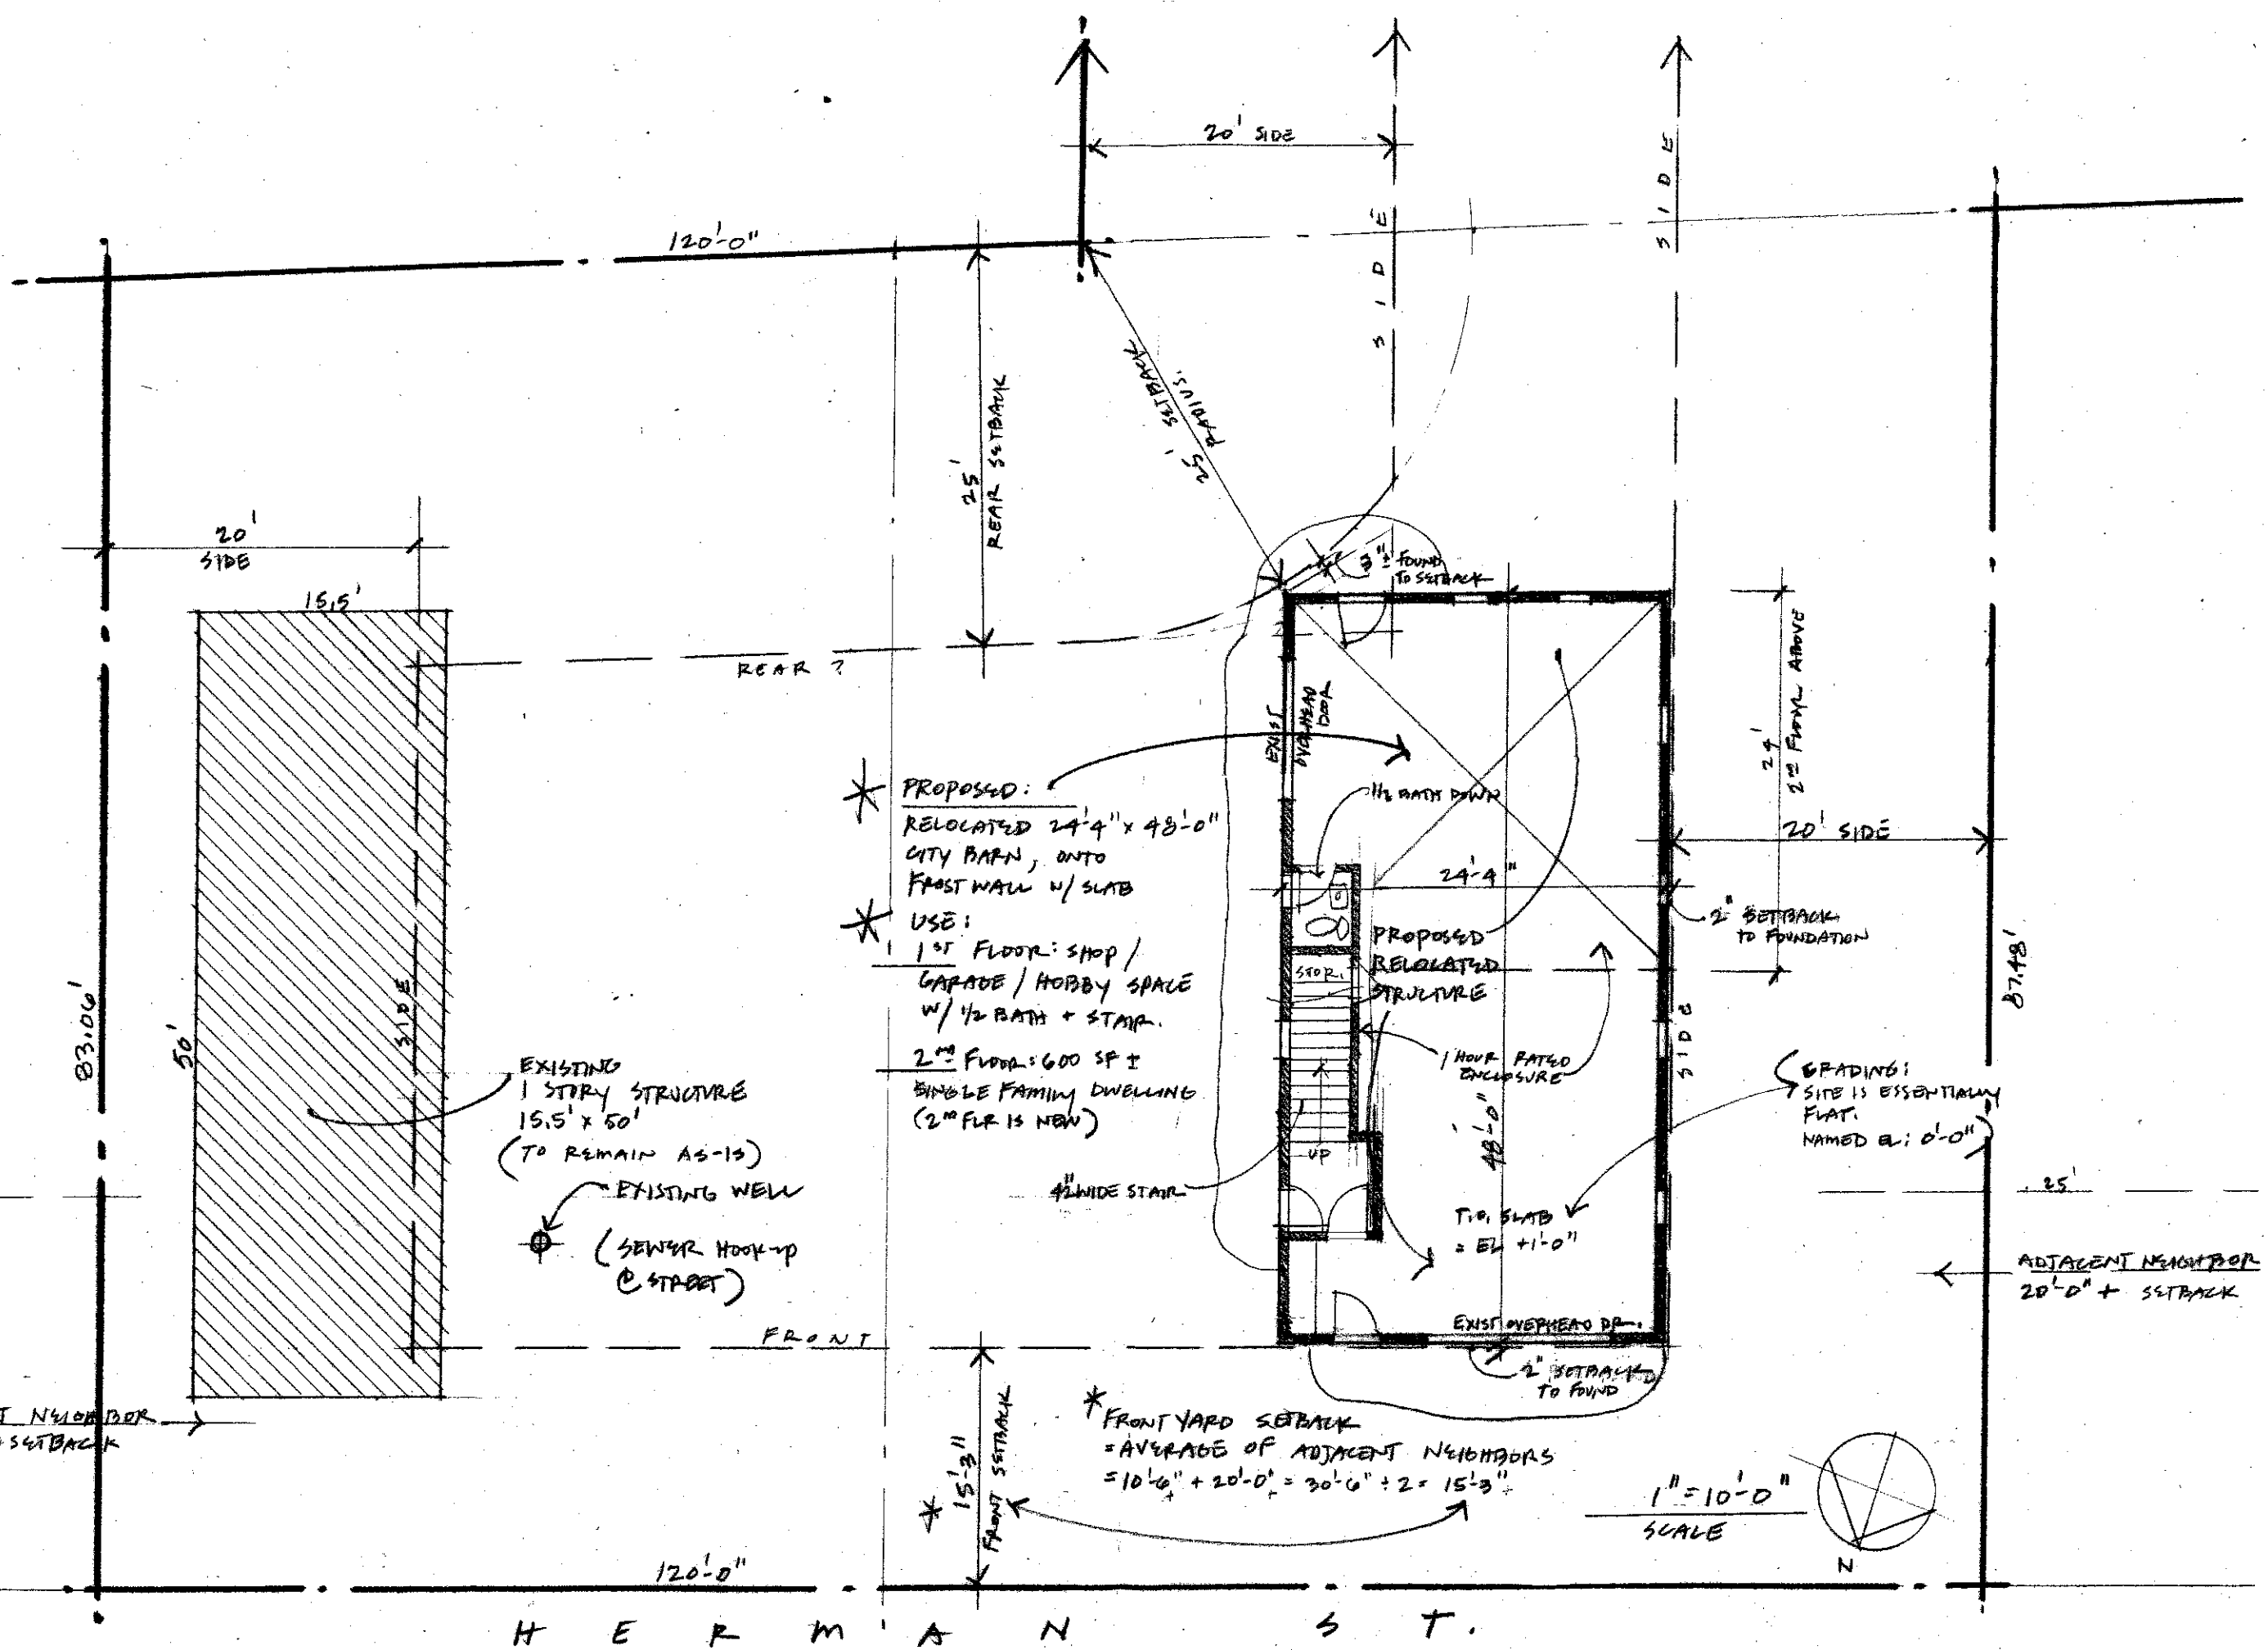 20' SIDE
SIDE
SIDE
120'-0"
25' SETBACK
RADIUS.
25'
REAR SETBACK
20'
SIDE
3"± FOUND
TO SETBACK
15.5'
REAR ?
EXIST
OVERHEAD
DOOR
24'
2ND FLOOR ABOVE
PROPOSED:
RELOCATED 24'-4" x 48'-0"
CITY BARN, ONTO
FROST WALL W/ SLAB
USE:
1ST FLOOR: SHOP /
GARAGE / HOBBY SPACE
W/ 1/2 BATH + STAIR.
2ND FLOOR: 600 SF ±
SINGLE FAMILY DWELLING
(2ND FLR IS NEW)
1/2 BATH DOWN
20' SIDE
24'-4"
2" SETBACK
TO FOUNDATION
PROPOSED
RELOCATED
STRUCTURE
STOR.
83.06'
50'
SIDE
87.48'
SIDE
EXISTING
1 STORY STRUCTURE
15.5' x 50'
(TO REMAIN AS-IS)
EXISTING WELL
(SEWER HOOK-UP
@ STREET)
1 HOUR RATED
ENCLOSURE
48'-0"
(GRADING:
SITE IS ESSENTIALLY
FLAT.
NAMED EL: 0'-0")
UP
42" WIDE STAIR
T.O. SLAB
= EL +1'-0"
25'
ADJACENT NEIGHBOR
20'-0" + SETBACK
FRONT
EXIST OVERHEAD DR.
2" SETBACK
TO FOUND
T NEIGHBOR
SETBACK
15'-3"
FRONT SETBACK
* FRONT YARD SETBACK
= AVERAGE OF ADJACENT NEIGHBORS
= 10'-6"± + 20'-0"± = 30'-6" ÷ 2 = 15'-3"±
1" = 10'-0"
SCALE
N
120'-0"
HERMAN ST.